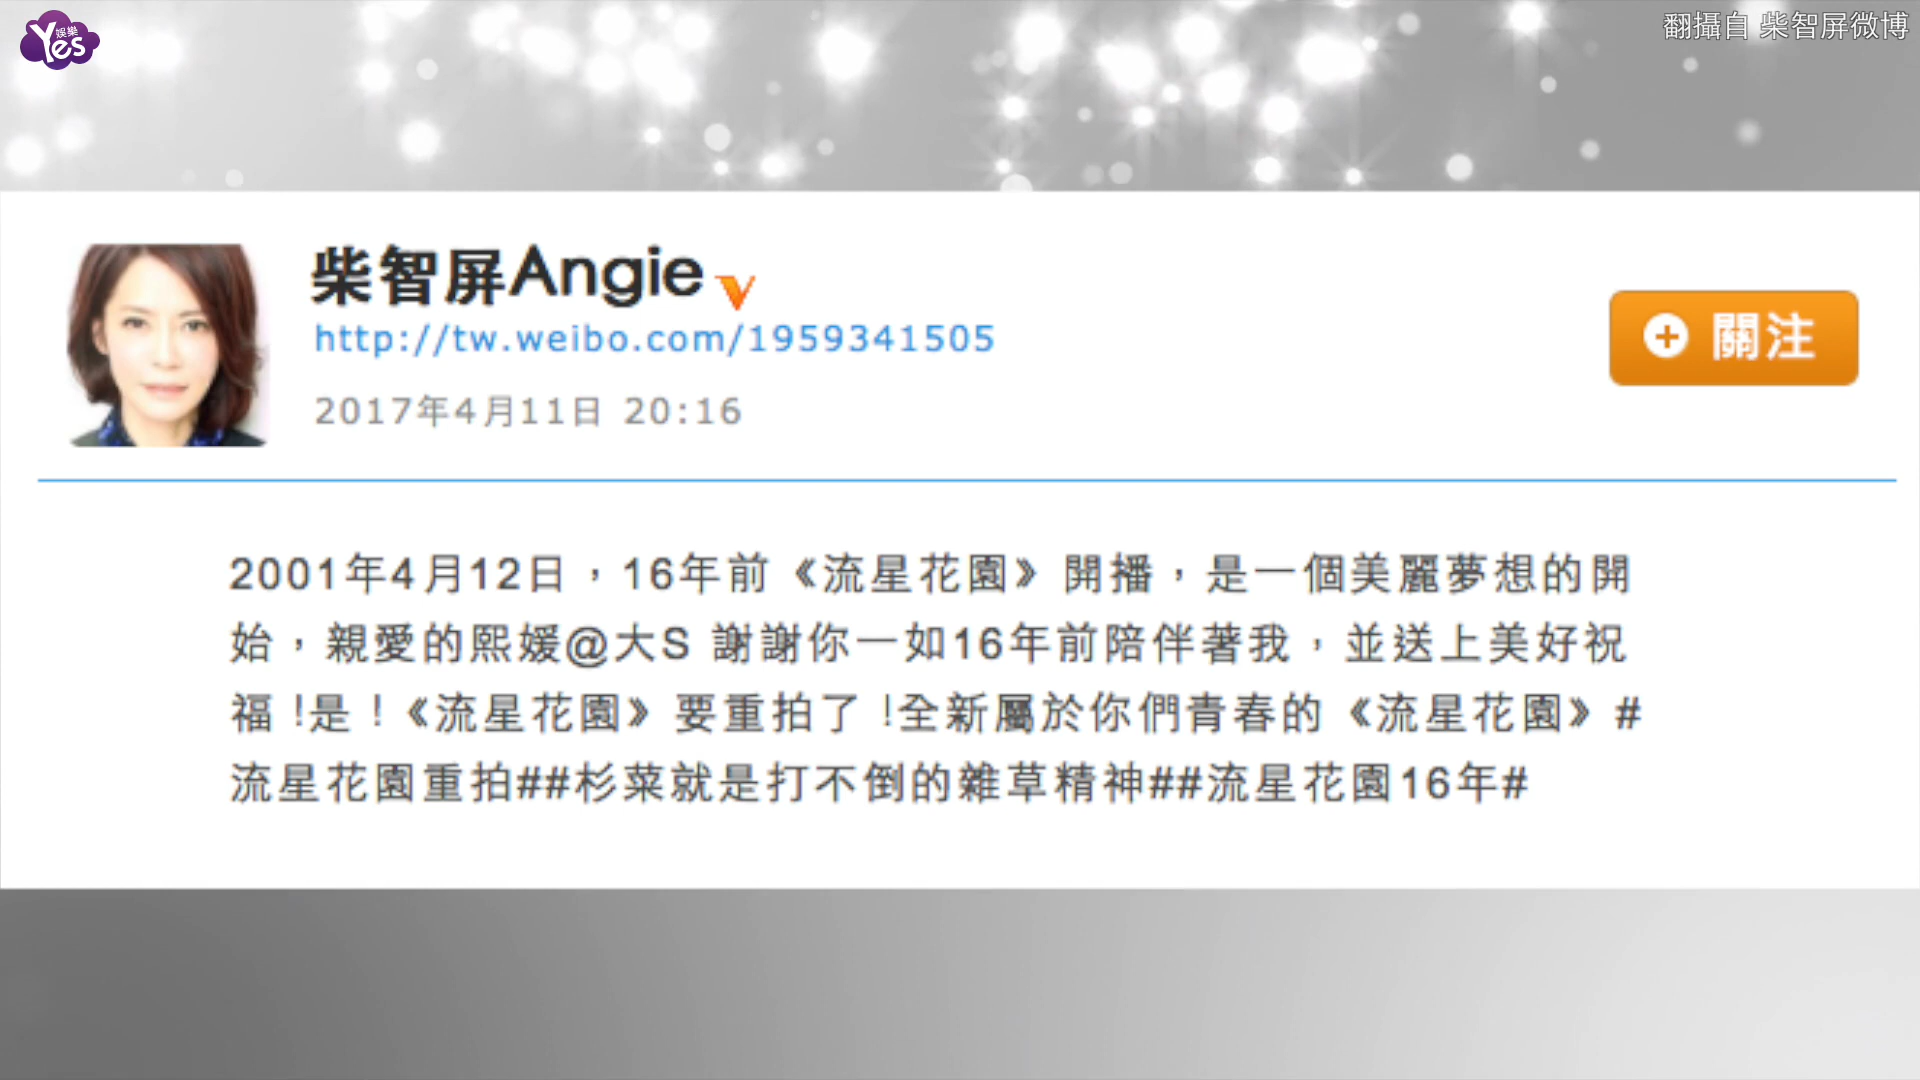 Yes娛樂
翻攝自 柴智屏微博
柴智屏Angie
http://tw.weibo.com/1959341505
關注
2017年4月11日 20:16
2001年4月12日，16年前《流星花園》開播，是一個美麗夢想的開
始，親愛的熙媛@大S 謝謝你一如16年前陪伴著我，並送上美好祝
福!是!《流星花園》要重拍了!全新屬於你們青春的《流星花園》#
流星花園重拍##杉菜就是打不倒的雜草精神##流星花園16年#